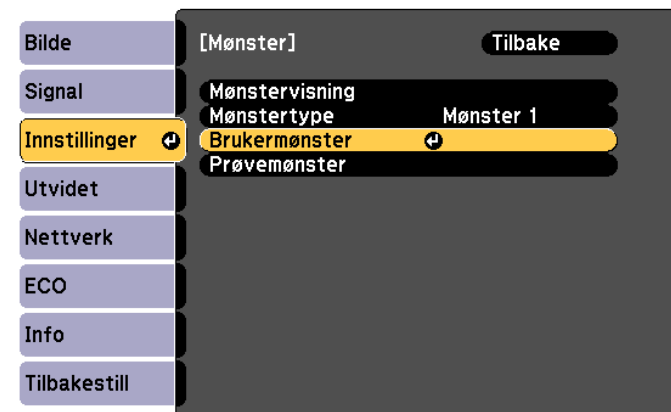 Bilde
Signal
Innstillinger
Utvidet
Nettverk
ECO
Info
Tilbakestill
[Mønster] Tilbake
Mønstervisning
Mønstertype Mønster 1
Brukermønster
Prøvemønster